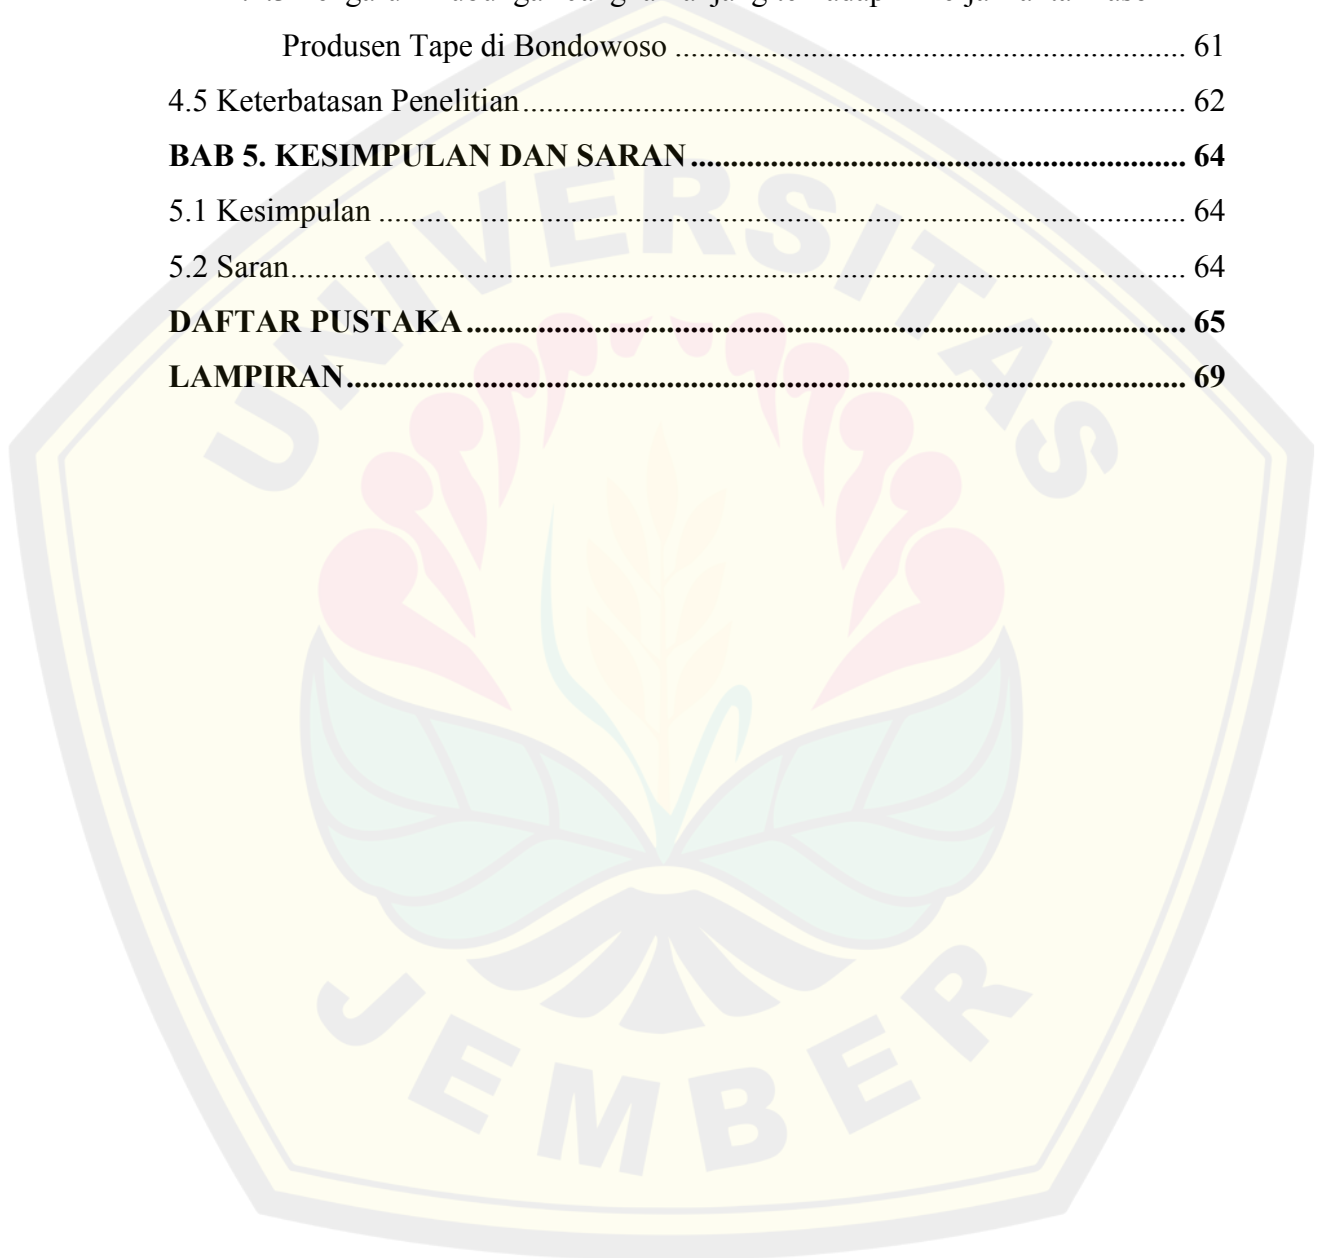 Produsen Tape di Bondowoso ........................................................................ 61
4.5 Keterbatasan Penelitian ........................................................................ 62
BAB 5. KESIMPULAN DAN SARAN ........................................................................ 64
5.1 Kesimpulan ........................................................................ 64
5.2 Saran ........................................................................ 64
DAFTAR PUSTAKA ........................................................................ 65
LAMPIRAN ........................................................................ 69
UNIVERSITAS
JEMBER